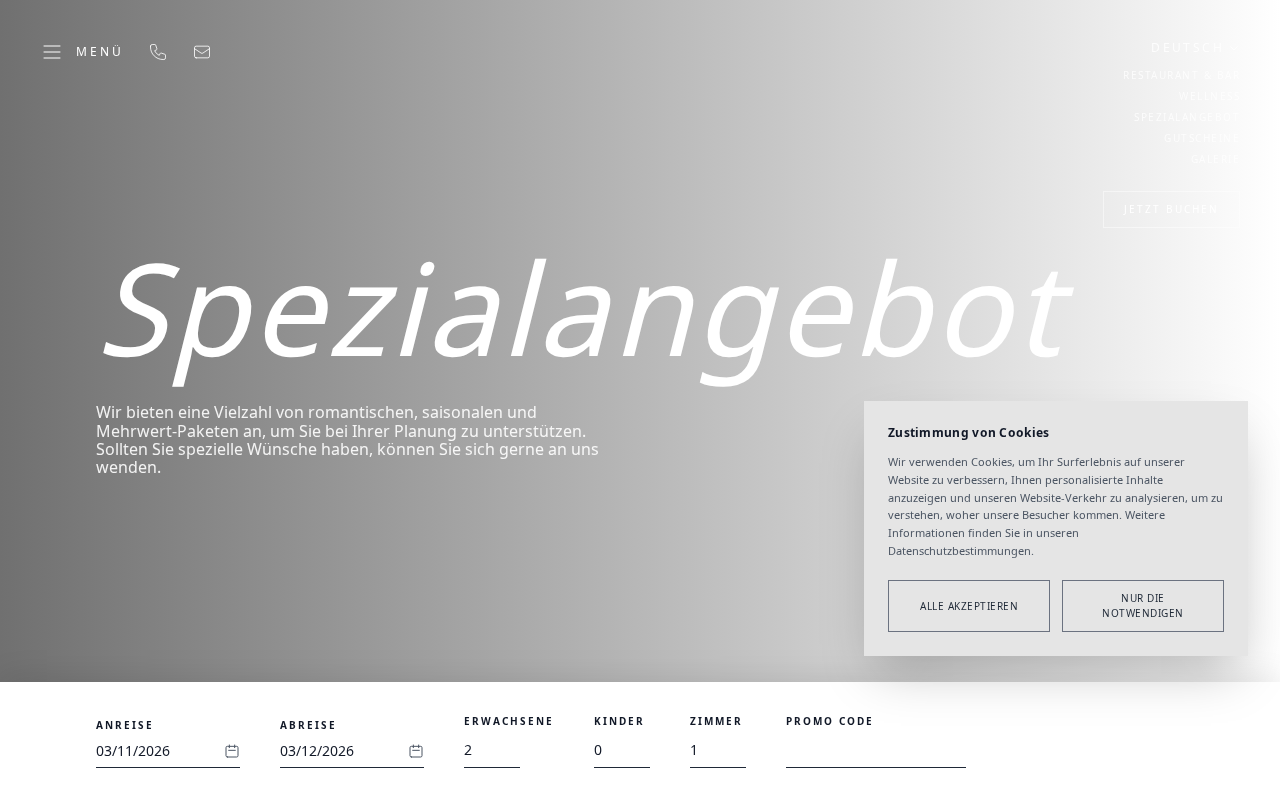 MENÜ
DEUTSCH
RESTAURANT & BAR
WELLNESS
SPEZIALANGEBOT
GUTSCHEINE
GALERIE
JETZT BUCHEN
Spezialangebot
Wir bieten eine Vielzahl von romantischen, saisonalen und
Mehrwert-Paketen an, um Sie bei Ihrer Planung zu unterstützen.
Sollten Sie spezielle Wünsche haben, können Sie sich gerne an uns
wenden.
Zustimmung von Cookies
Wir verwenden Cookies, um Ihr Surferlebnis auf unserer
Website zu verbessern, Ihnen personalisierte Inhalte
anzuzeigen und unseren Website-Verkehr zu analysieren, um zu
verstehen, woher unsere Besucher kommen. Weitere
Informationen finden Sie in unseren
Datenschutzbestimmungen.
ALLE AKZEPTIEREN
NUR DIE
NOTWENDIGEN
ANREISE
03/11/2026
ABREISE
03/12/2026
ERWACHSENE
2
KINDER
0
ZIMMER
1
PROMO CODE